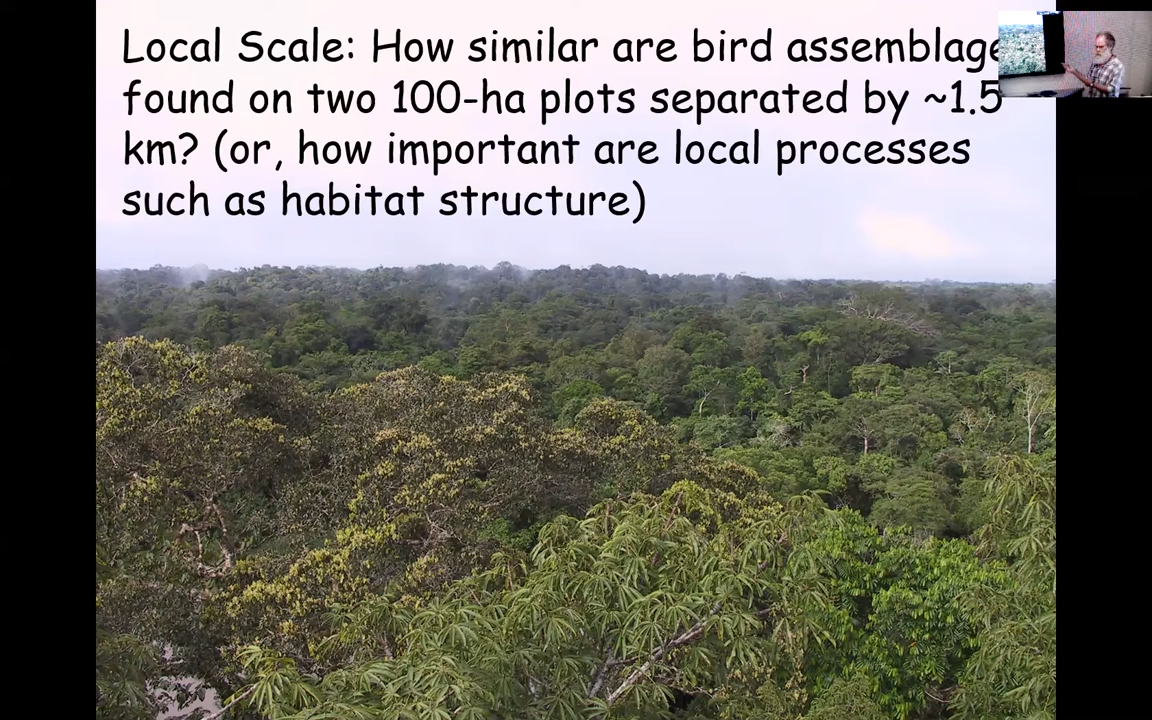 Local Scale: How similar are bird assemblage
found on two 100-ha plots separated by ~1.5
km? (or, how important are local processes
such as habitat structure)